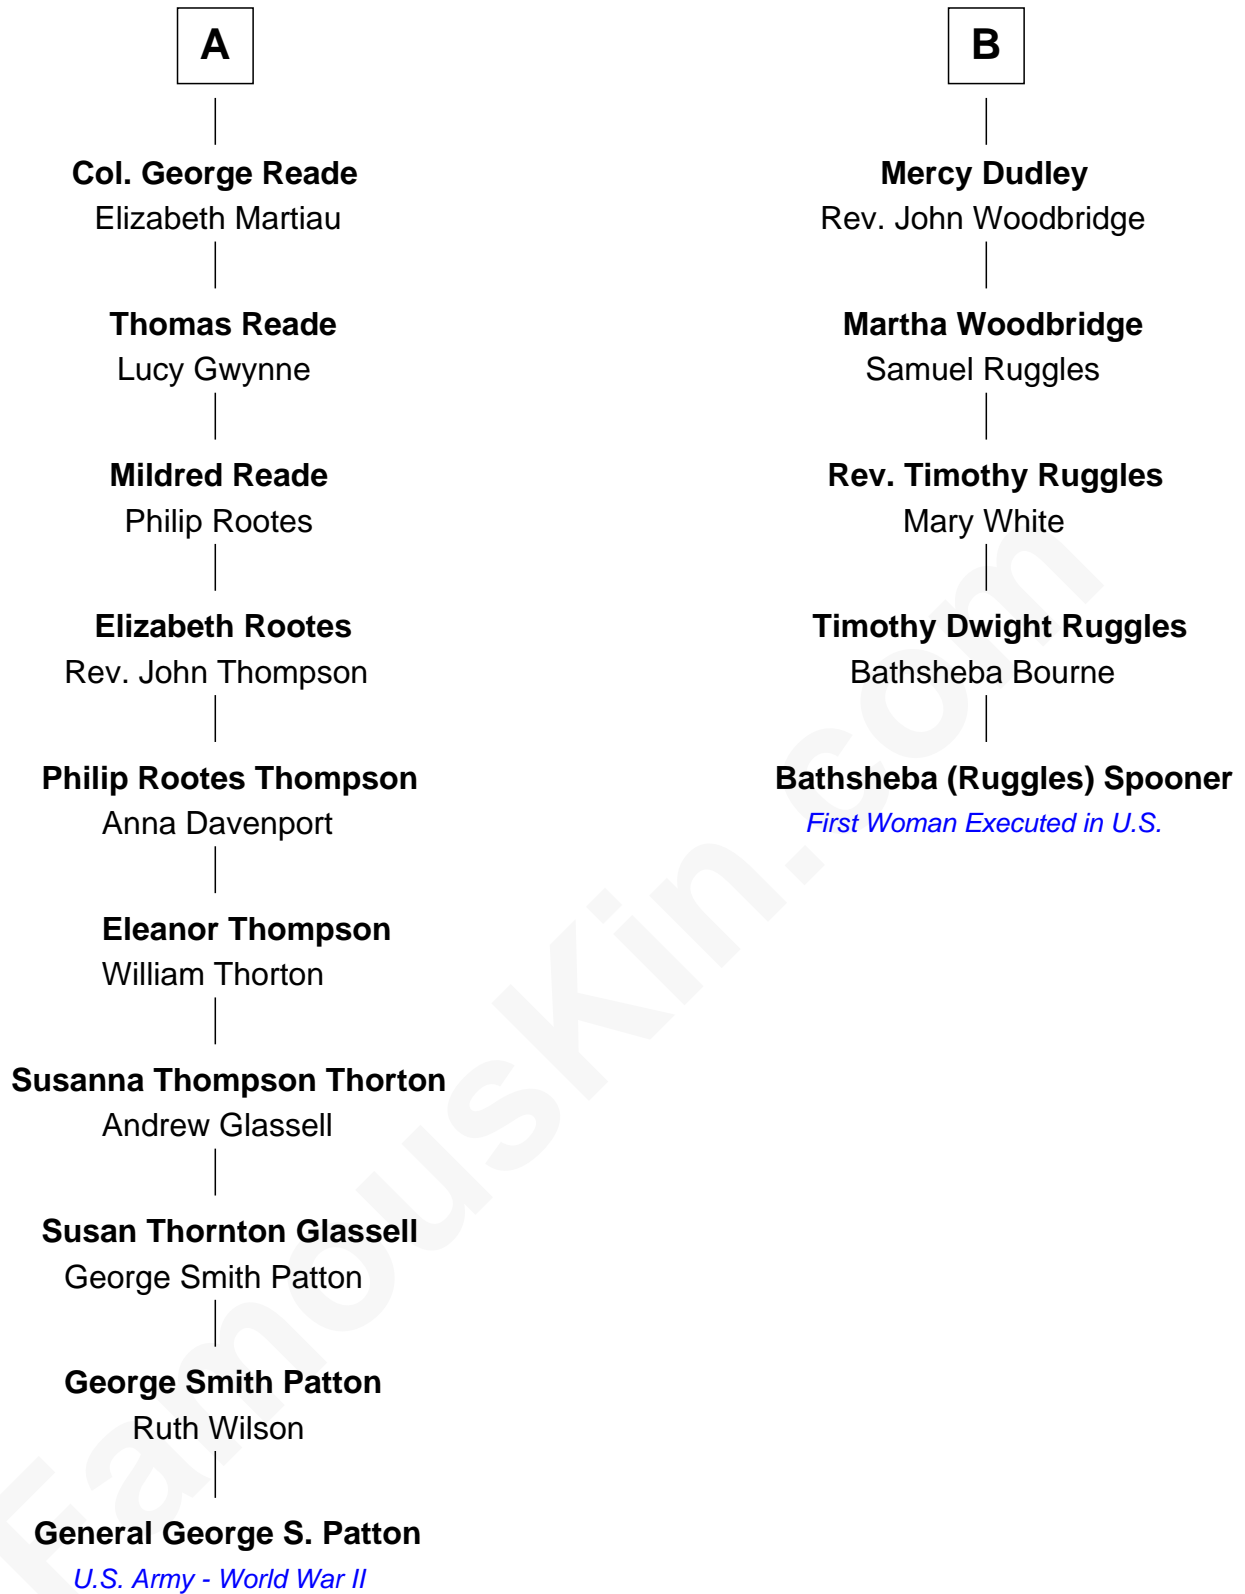 A
Col. George Reade
Elizabeth Martiau
Thomas Reade
Lucy Gwynne
Mildred Reade
Philip Rootes
Elizabeth Rootes
Rev. John Thompson
Philip Rootes Thompson
Anna Davenport
Eleanor Thompson
William Thorton
Susanna Thompson Thorton
Andrew Glassell
Susan Thornton Glassell
George Smith Patton
George Smith Patton
Ruth Wilson
General George S. Patton
U.S. Army - World War II
B
Mercy Dudley
Rev. John Woodbridge
Martha Woodbridge
Samuel Ruggles
Rev. Timothy Ruggles
Mary White
Timothy Dwight Ruggles
Bathsheba Bourne
Bathsheba (Ruggles) Spooner
First Woman Executed in U.S.
FamousKin.com